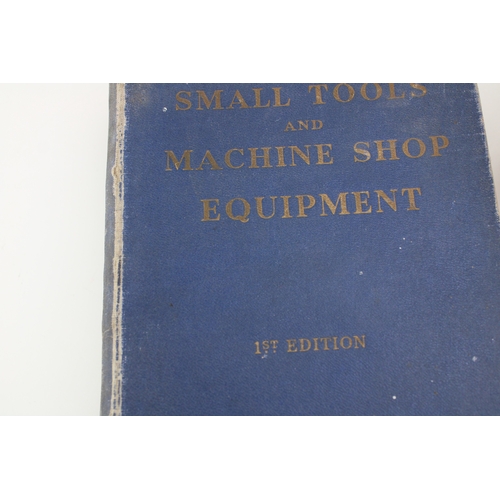 SMALL TOOLS
AND
MACHINE SHOP
EQUIPMENT
1ST EDITION